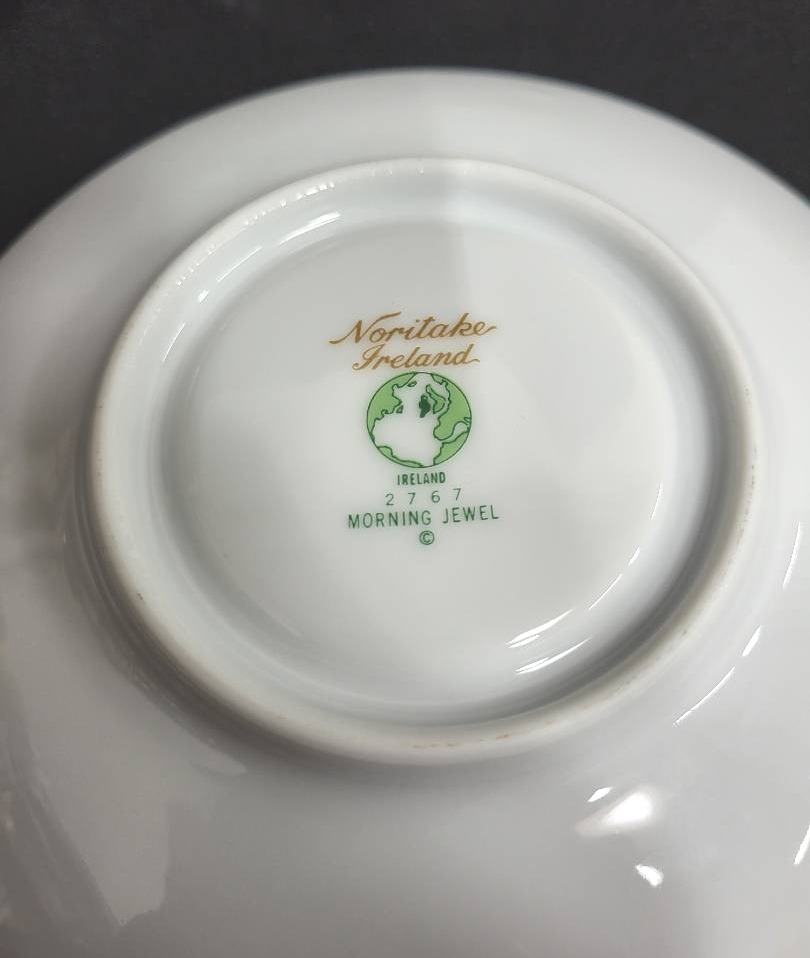 Noritake
Ireland
IRELAND
2767
MORNING JEWEL
©